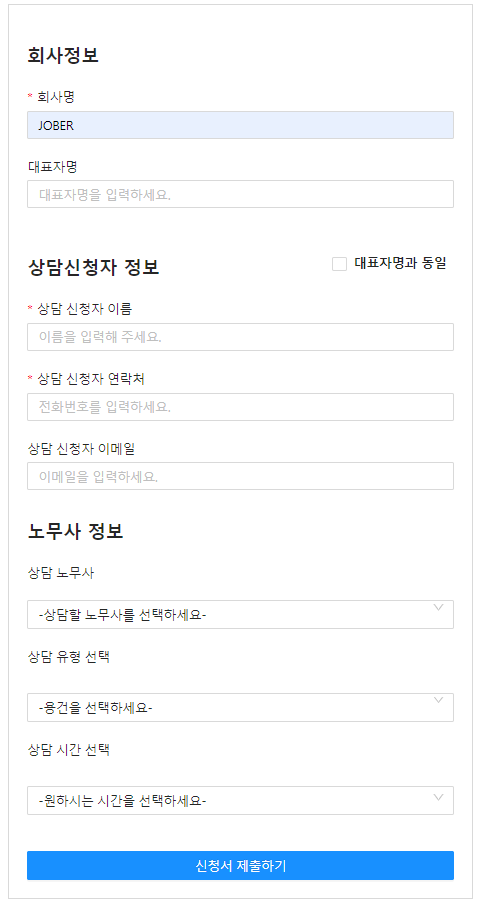 회사정보
* 회사명
JOBER
대표자명
대표자명을 입력하세요.
상담신청자 정보
대표자명과 동일
* 상담 신청자 이름
이름을 입력해 주세요.
* 상담 신청자 연락처
전화번호를 입력하세요.
상담 신청자 이메일
이메일을 입력하세요.
노무사 정보
상담 노무사
-상담할 노무사를 선택하세요-
상담 유형 선택
-용건을 선택하세요-
상담 시간 선택
-원하시는 시간을 선택하세요-
신청서 제출하기